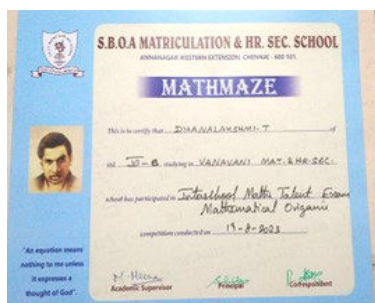 S.B.O.A MATRICULATION & HR. SEC. SCHOOL
ANNANAGAR WESTERN EXTENSION, CHENNAI - 600 101.
MATHMAZE
This is to certify that DHANALAKSHMI-T of
std VI-B studying in VANAVANI MAT. & HR. SEC.
school has participated in Interschool Maths Talent Exam
Mathematical Origami
competition conducted on 19-8-2023
"An equation means
nothing to me unless
it expresses a
thought of God".
Academic Supervisor
Principal
Correspondent